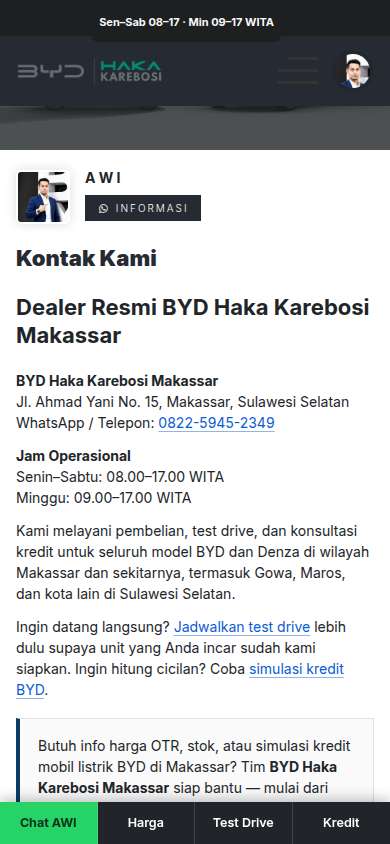 Sen–Sab 08–17 · Min 09–17 WITA
BYD HAKA
KAREBOSI
AWI
INFORMASI
Kontak Kami
Dealer Resmi BYD Haka Karebosi
Makassar
BYD Haka Karebosi Makassar
Jl. Ahmad Yani No. 15, Makassar, Sulawesi Selatan
WhatsApp / Telepon: 0822-5945-2349
Jam Operasional
Senin–Sabtu: 08.00–17.00 WITA
Minggu: 09.00–17.00 WITA
Kami melayani pembelian, test drive, dan konsultasi
kredit untuk seluruh model BYD dan Denza di wilayah
Makassar dan sekitarnya, termasuk Gowa, Maros,
dan kota lain di Sulawesi Selatan.
Ingin datang langsung? Jadwalkan test drive lebih
dulu supaya unit yang Anda incar sudah kami
siapkan. Ingin hitung cicilan? Coba simulasi kredit
BYD.
Butuh info harga OTR, stok, atau simulasi kredit
mobil listrik BYD di Makassar? Tim BYD Haka
Karebosi Makassar siap bantu — mulai dari
Chat AWI Harga Test Drive Kredit